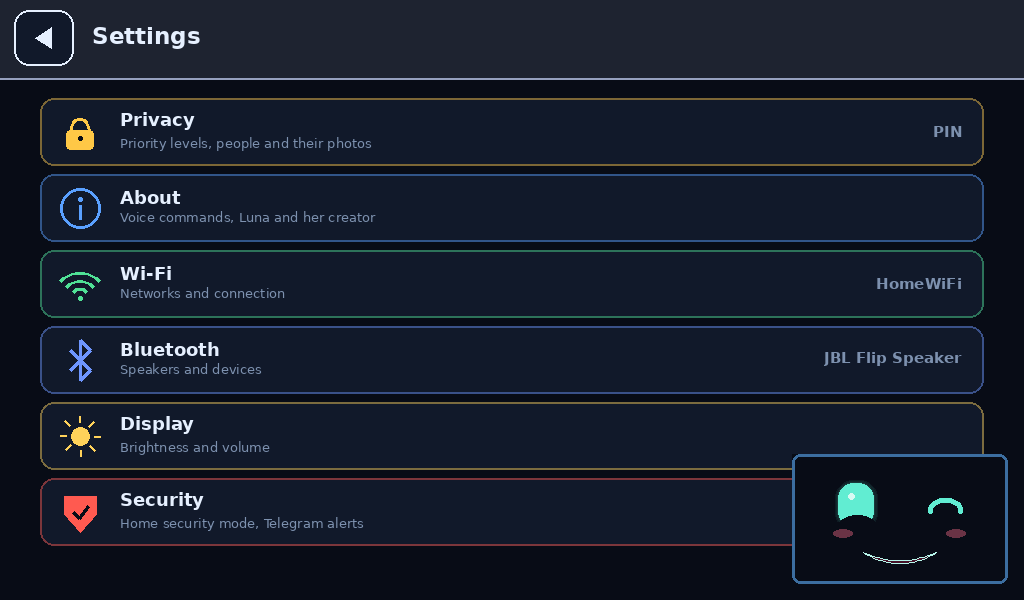 Settings
Privacy
Priority levels, people and their photos
PIN
About
Voice commands, Luna and her creator
Wi-Fi
Networks and connection
HomeWiFi
Bluetooth
Speakers and devices
JBL Flip Speaker
Display
Brightness and volume
Security
Home security mode, Telegram alerts